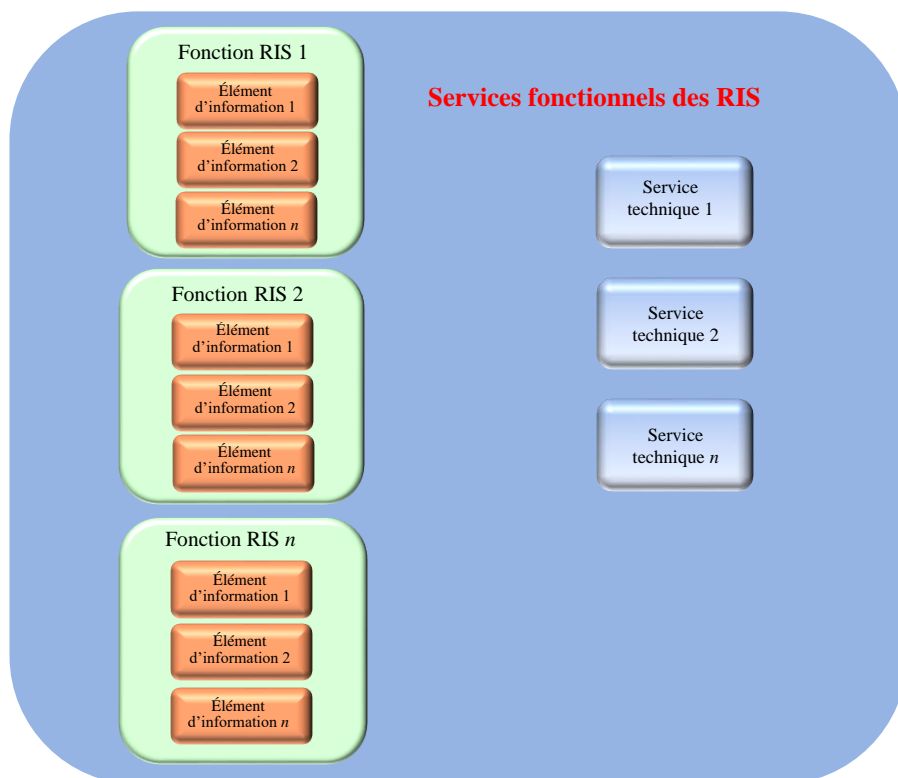 Fonction RIS 1
Élément
d'information 1
Élément
d'information 2
Élément
d'information n
Services fonctionnels des RIS
Service
technique 1
Fonction RIS 2
Élément
d'information 1
Élément
d'information 2
Élément
d'information n
Service
technique 2
Service
technique n
Fonction RIS n
Élément
d'information 1
Élément
d'information 2
Élément
d'information n